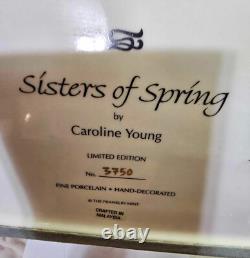 Sisters of Spring
by
Caroline Young
LIMITED EDITION
No. 3750
FINE PORCELAIN • HAND-DECORATED
© THE FRANKLIN MINT
CRAFTED IN
MALAYSIA